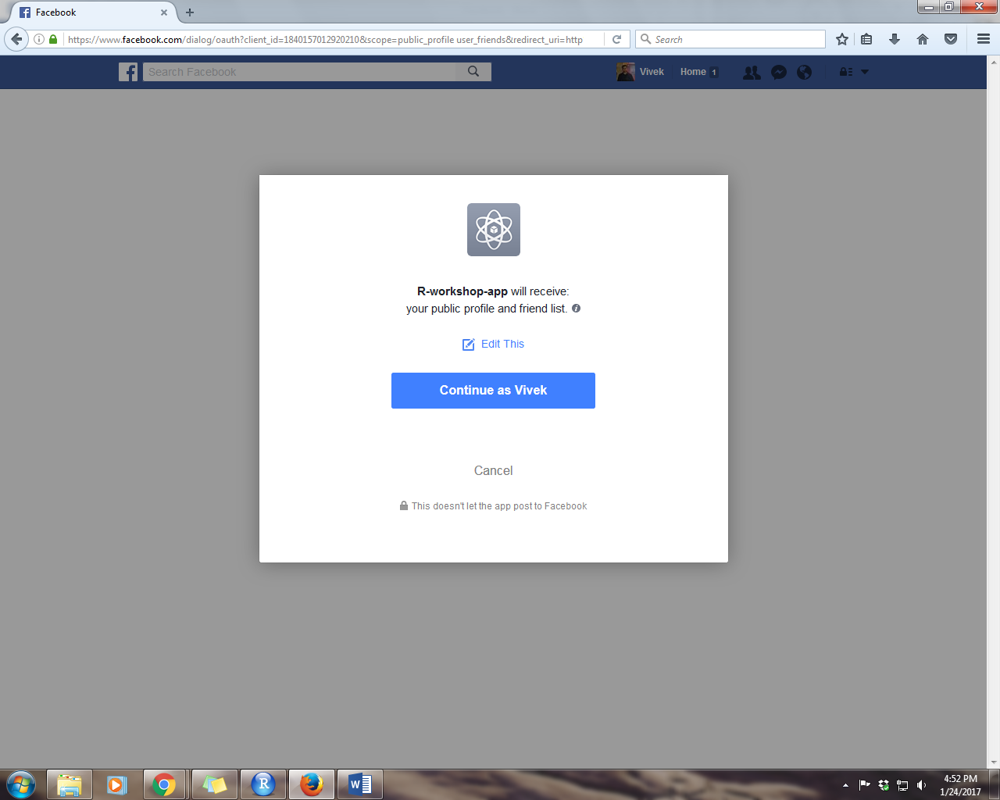 Facebook
https://www.facebook.com/dialog/oauth?client_id=1840157012920210&scope=public_profile user_friends&redirect_uri=http
Search
Search Facebook
Vivek
Home 1
R-workshop-app will receive:
your public profile and friend list.
Edit This
Continue as Vivek
Cancel
This doesn't let the app post to Facebook
4:52 PM
1/24/2017